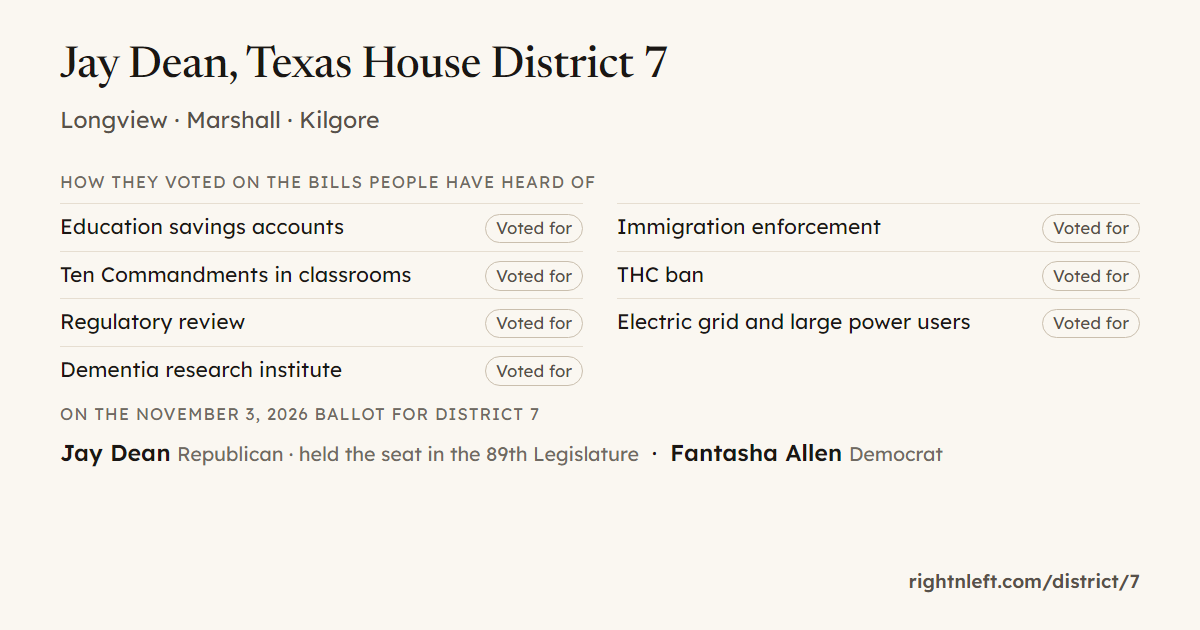 Jay Dean, Texas House District 7
Longview · Marshall · Kilgore
HOW THEY VOTED ON THE BILLS PEOPLE HAVE HEARD OF
Education savings accounts Voted for
Ten Commandments in classrooms Voted for
Regulatory review Voted for
Dementia research institute Voted for
Immigration enforcement Voted for
THC ban Voted for
Electric grid and large power users Voted for
ON THE NOVEMBER 3, 2026 BALLOT FOR DISTRICT 7
Jay Dean Republican · held the seat in the 89th Legislature · Fantasha Allen Democrat
rightnleft.com/district/7